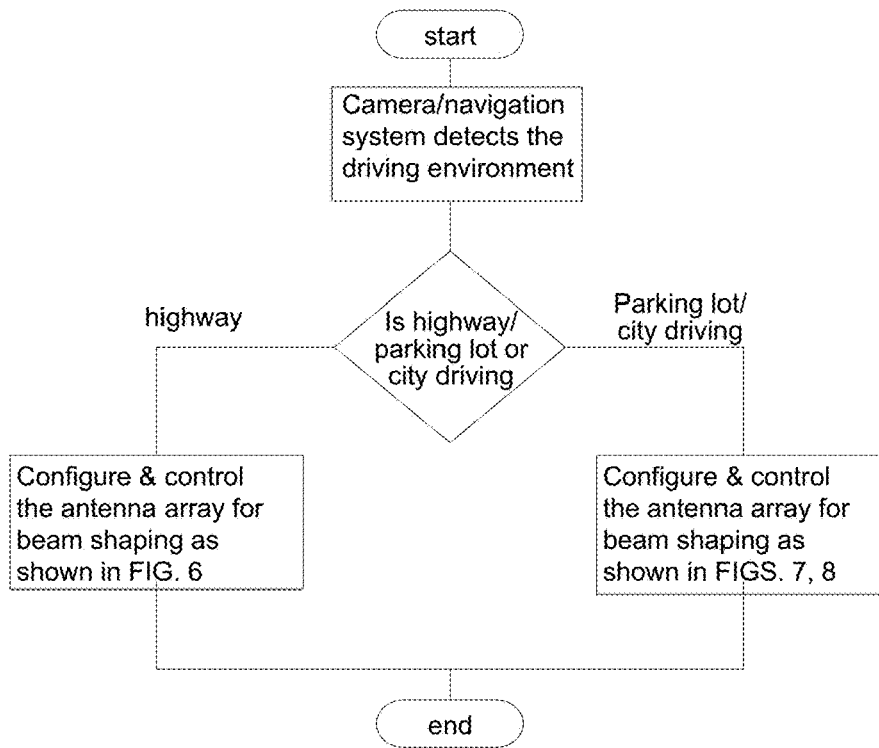 start
Camera/navigation
system detects the
driving environment
highway
Is highway/
parking lot or
city driving
Parking lot/
city driving
Configure & control
the antenna array for
beam shaping as
shown in FIG. 6
Configure & control
the antenna array for
beam shaping as
shown in FIGS. 7, 8
end